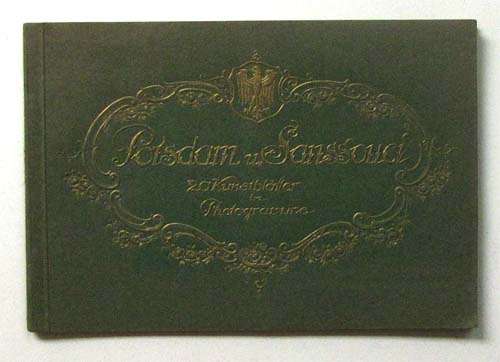 Potsdam u. Sanssouci
20 Kunstblätter
in
Photogravure